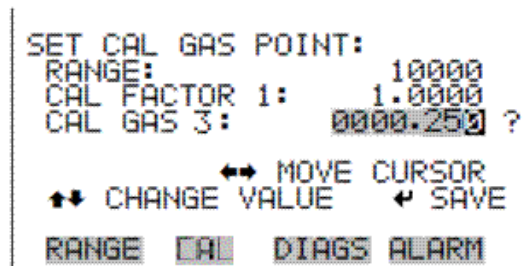 SET CAL GAS POINT:
RANGE: 10000
CAL FACTOR 1: 1.0000
CAL GAS 3: 0000.250 ?
←→ MOVE CURSOR
↑↓ CHANGE VALUE ↵ SAVE
RANGE CAL DIAGS ALARM